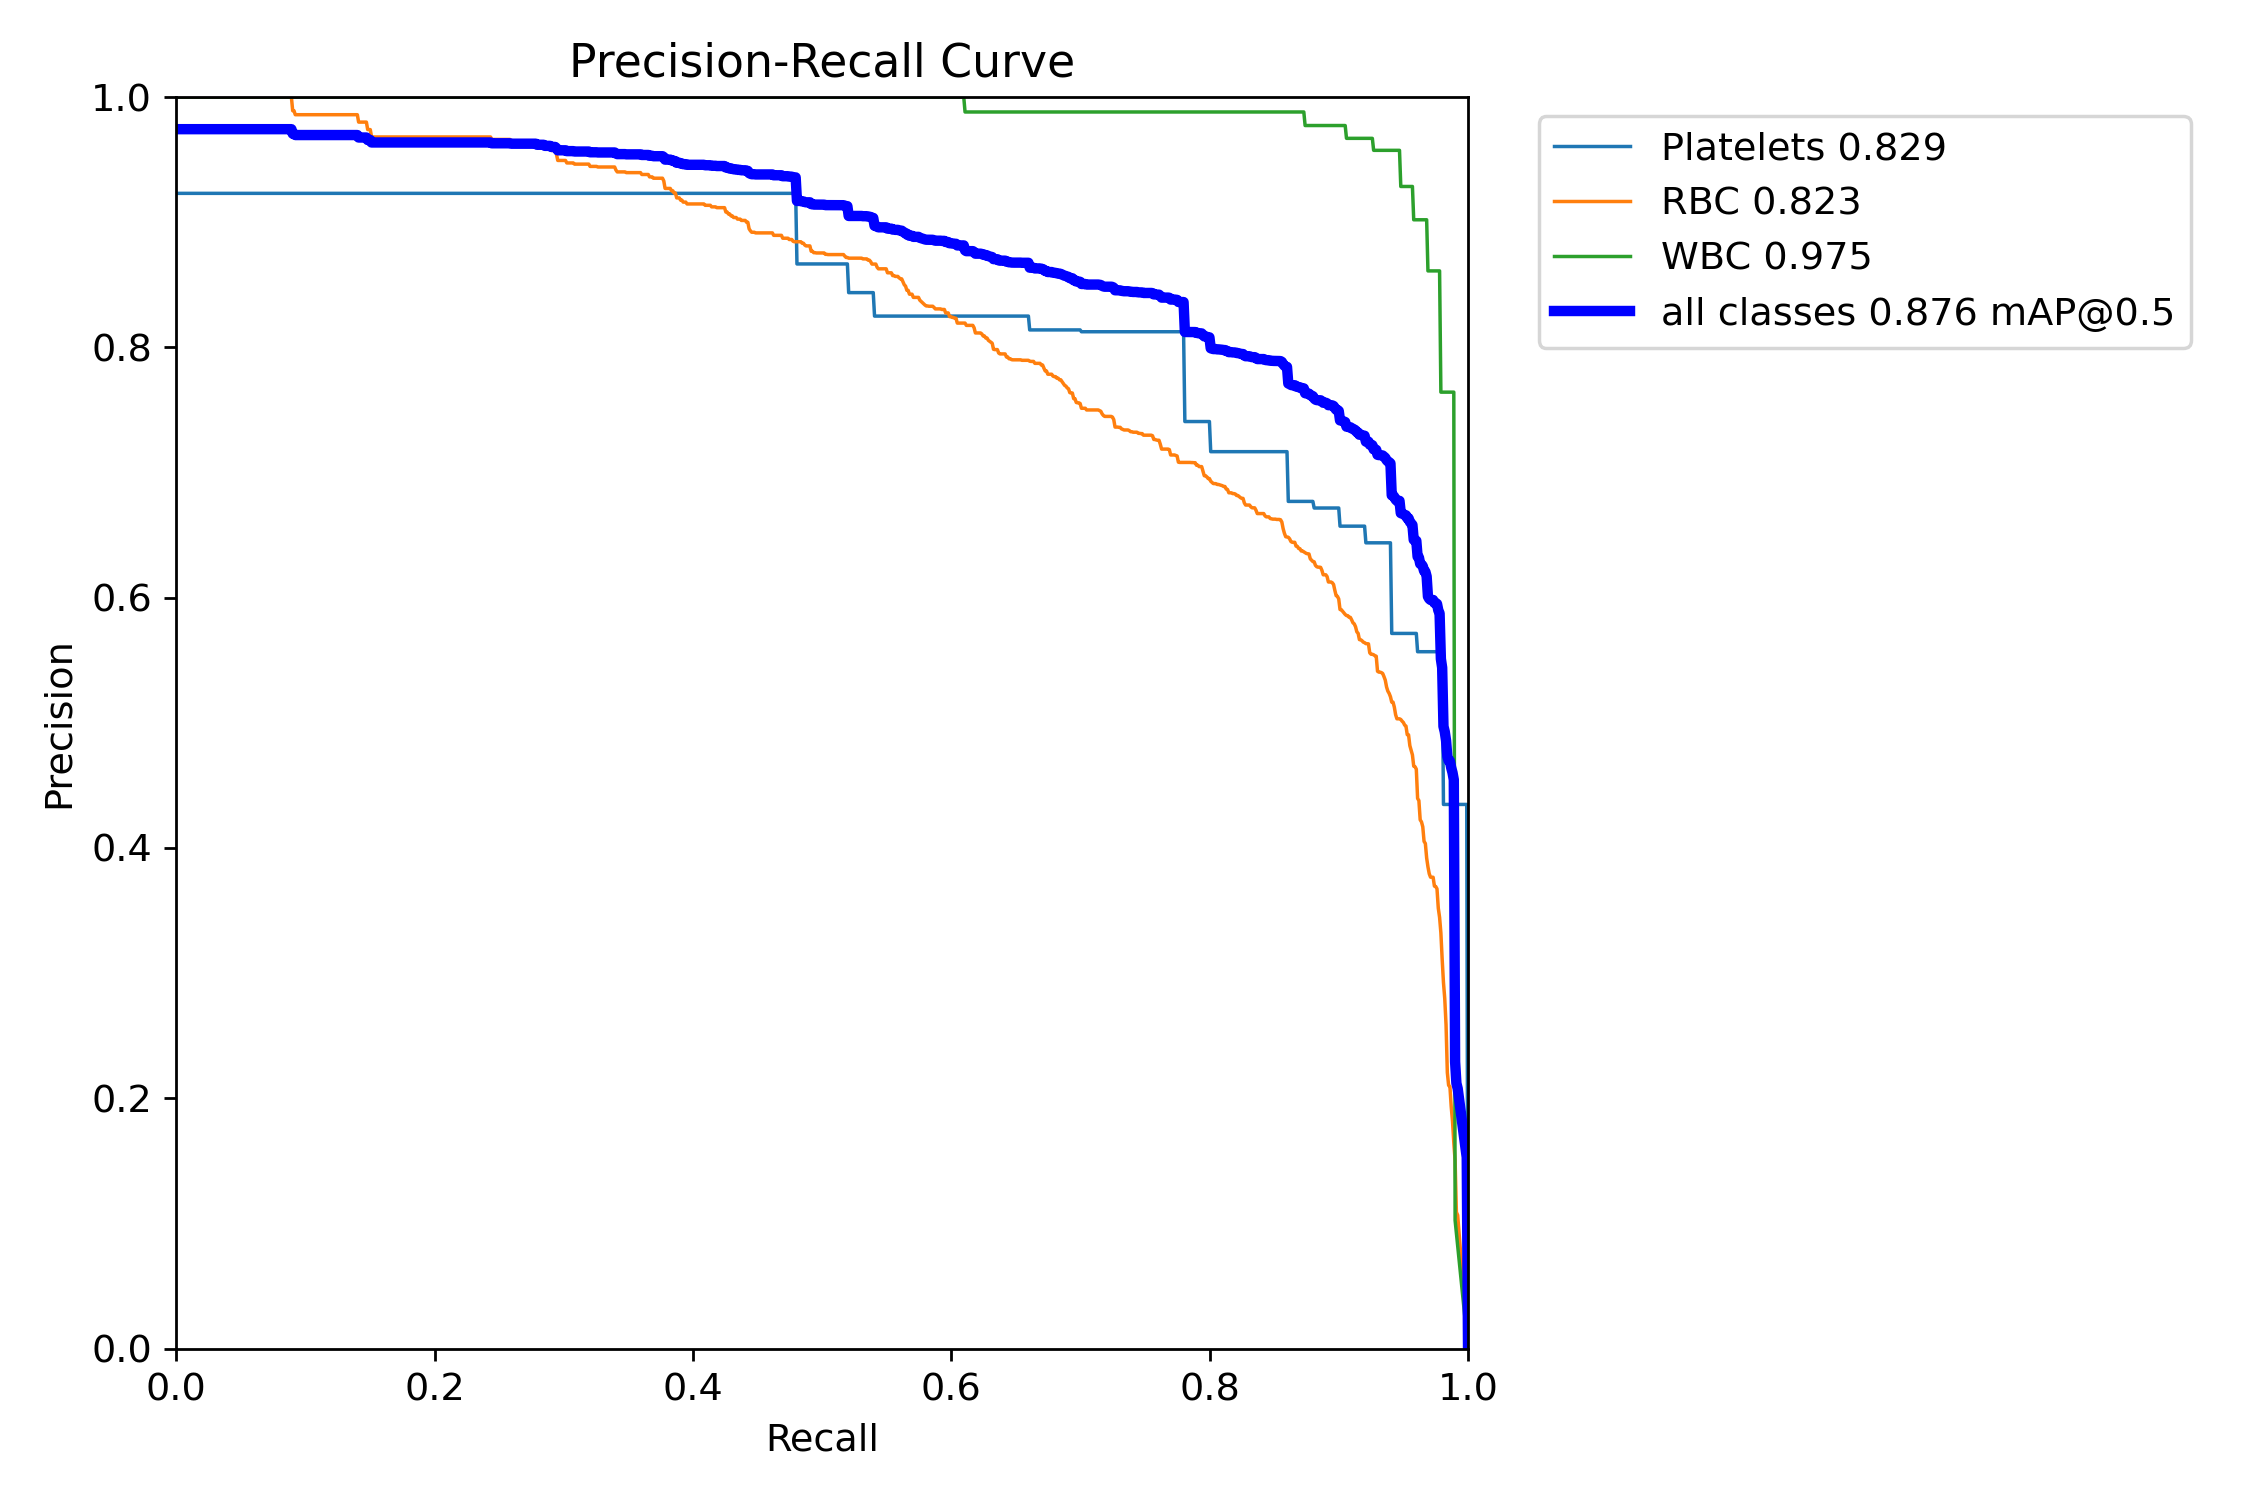 Precision-Recall Curve
1.0
0.8
0.6
0.4
0.2
0.0
Precision
0.0 0.2 0.4 0.6 0.8 1.0
Recall
Platelets 0.829
RBC 0.823
WBC 0.975
all classes 0.876 mAP@0.5